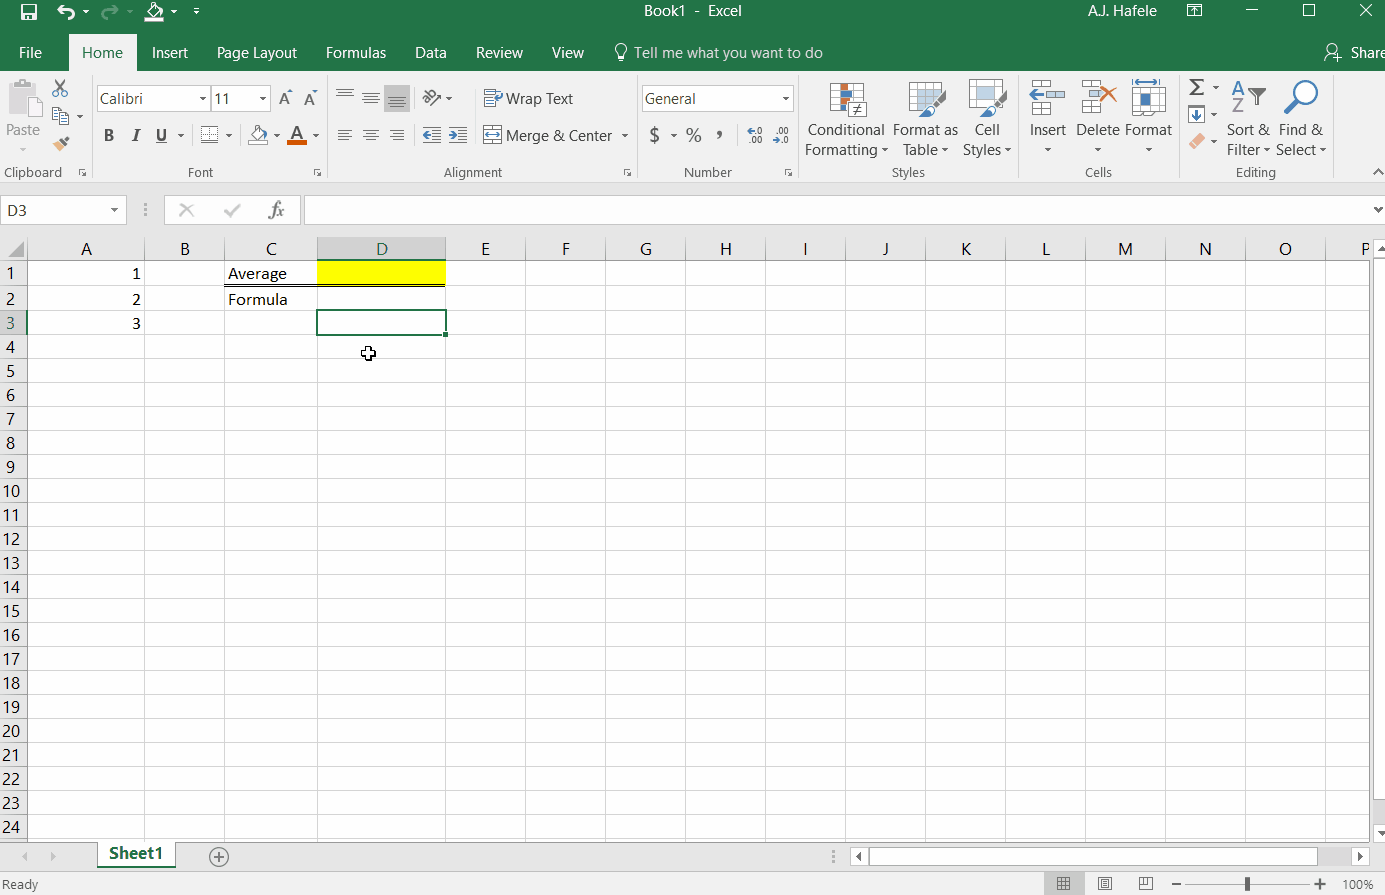 Book1 - Excel
A.J. Hafele
File Home Insert Page Layout Formulas Data Review View Tell me what you want to do Share
Paste
Clipboard
Calibri 11
B I U A
Font
Wrap Text
Merge & Center
Alignment
General
$ % , .0 .00 .00 .0
Number
Conditional Formatting
Format as Table
Cell Styles
Styles
Insert Delete Format
Cells
Sort & Filter
Find & Select
Editing
D3 fx
A B C D E F G H I J K L M N O P
1 1 Average
2 2 Formula
3 3
4
5
6
7
8
9
10
11
12
13
14
15
16
17
18
19
20
21
22
23
24
Sheet1
Ready 100%